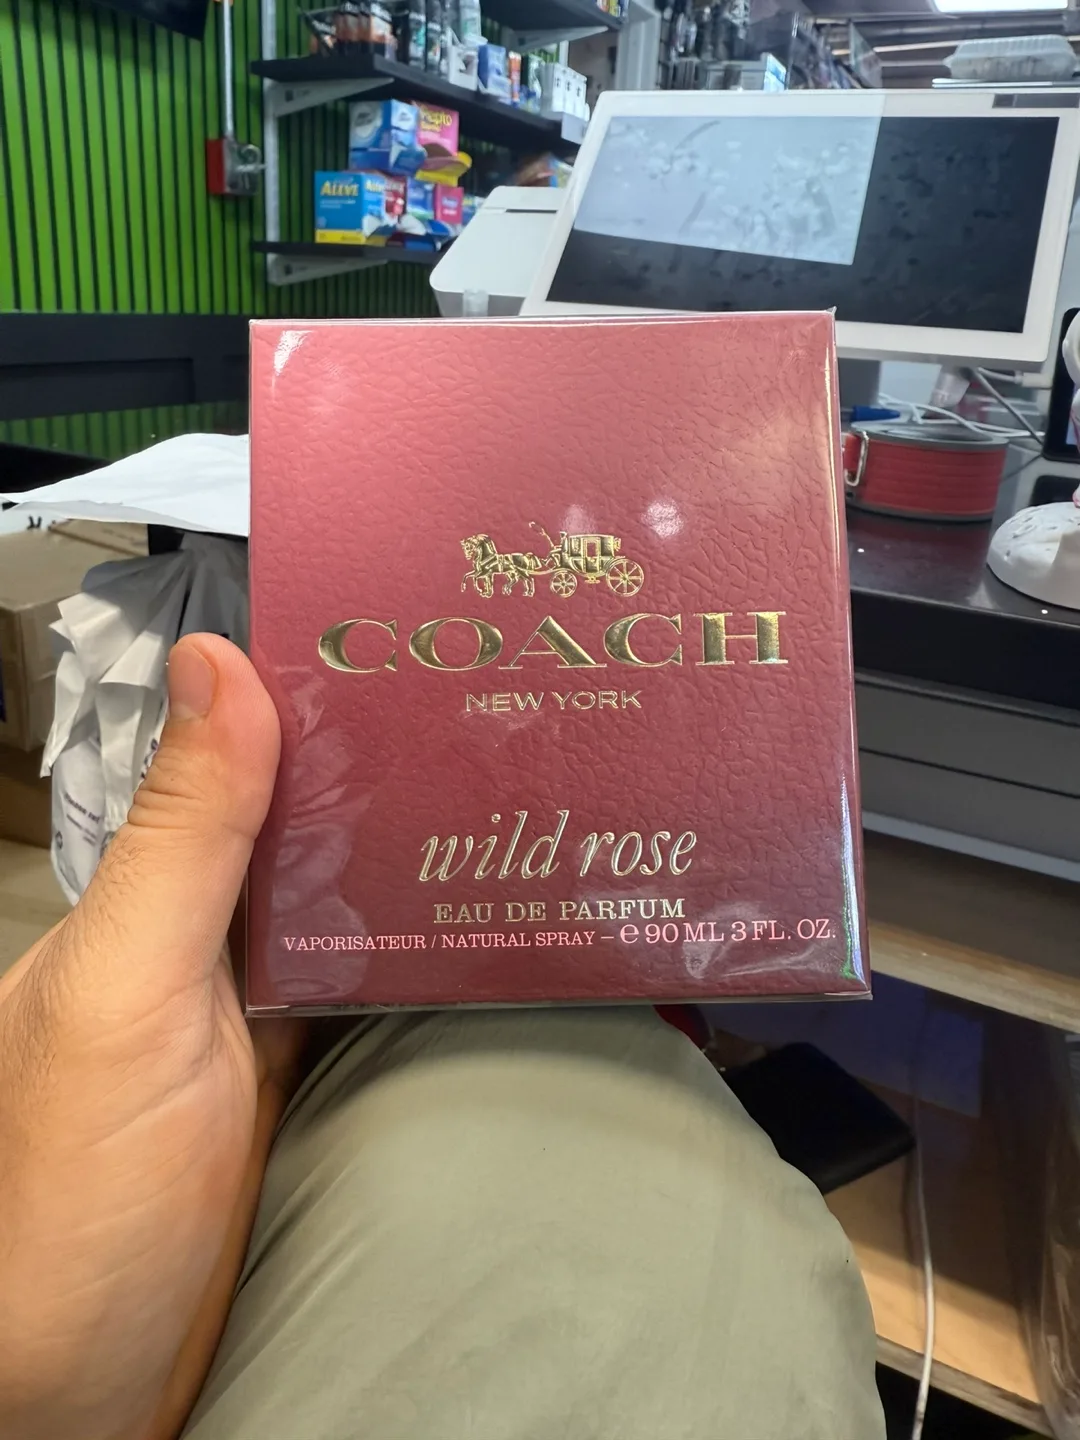 ALEVE
COACH
NEW YORK
wild rose
EAU DE PARFUM
VAPORISATEUR / NATURAL SPRAY – ℮ 90 ML 3 FL. OZ.